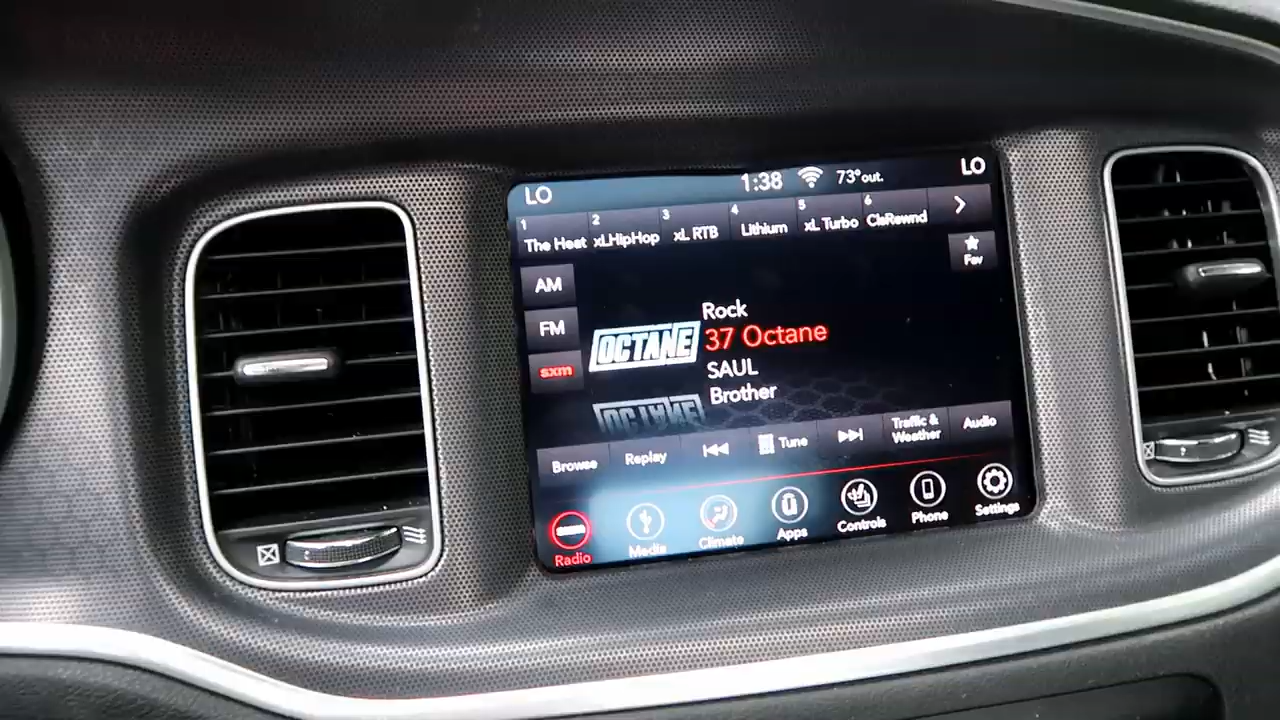 LO 1:38 73° out. LO
1 The Heat 2 xLHipHop 3 xL RTB 4 Lithium 5 xL Turbo 6 ClsRewnd >
Fav
AM
FM
sxm
OCTANE
Rock
37 Octane
SAUL
Brother
Browse Replay Tune Traffic & Weather Audio
Radio Media Climate Apps Controls Phone Settings